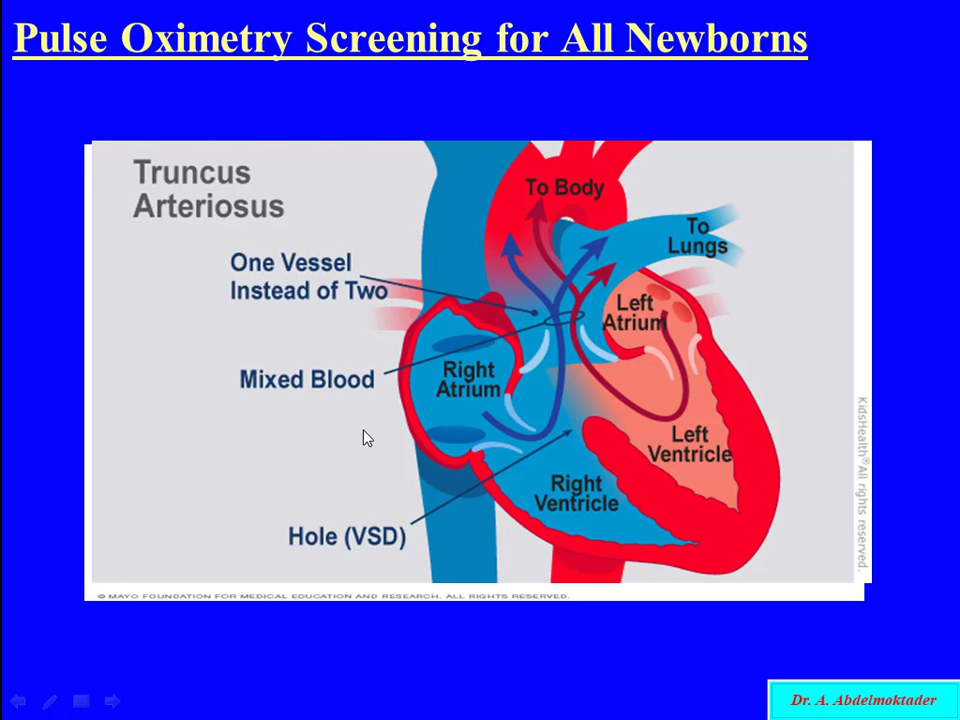 Pulse Oximetry Screening for All Newborns
Truncus
Arteriosus
To Body
To
Lungs
One Vessel
Instead of Two
Left
Atrium
Mixed Blood
Right
Atrium
Left
Ventricle
Right
Ventricle
Hole (VSD)
KidsHealth® All rights reserved.
© MAYO FOUNDATION FOR MEDICAL EDUCATION AND RESEARCH. ALL RIGHTS RESERVED.
Dr. A. Abdelmoktader